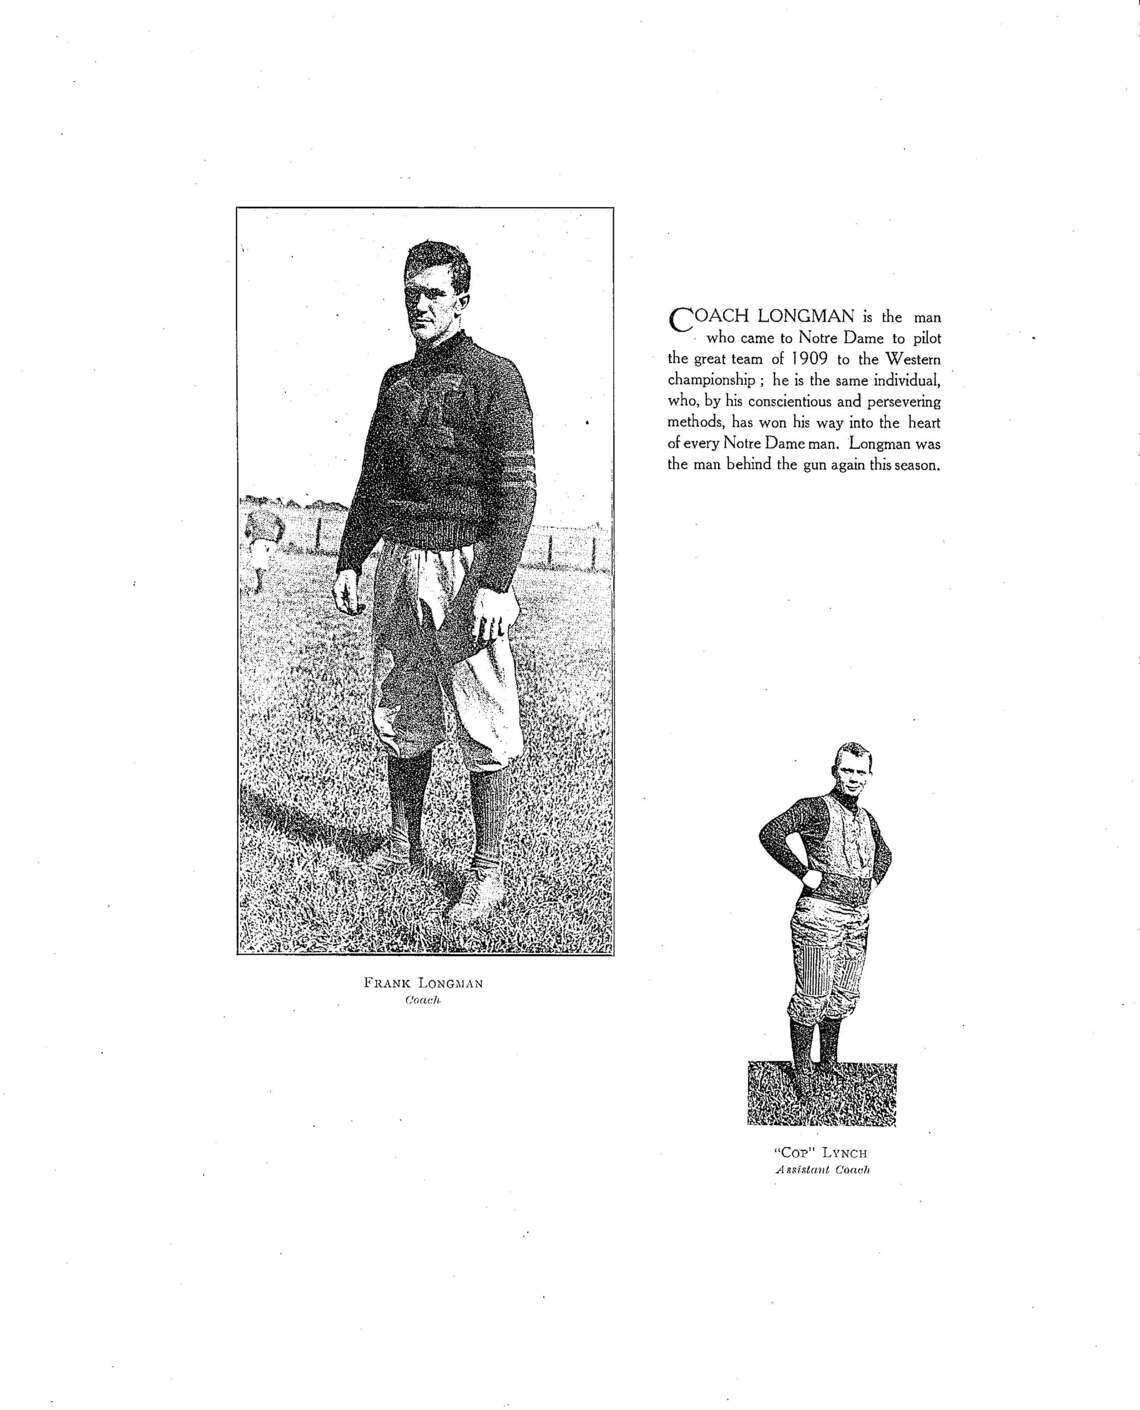 COACH LONGMAN is the man
who came to Notre Dame to pilot
the great team of 1909 to the Western
championship ; he is the same individual,
who, by his conscientious and persevering
methods, has won his way into the heart
of every Notre Dame man. Longman was
the man behind the gun again this season.
FRANK LONGMAN
Coach
"COP" LYNCH
Assistant Coach